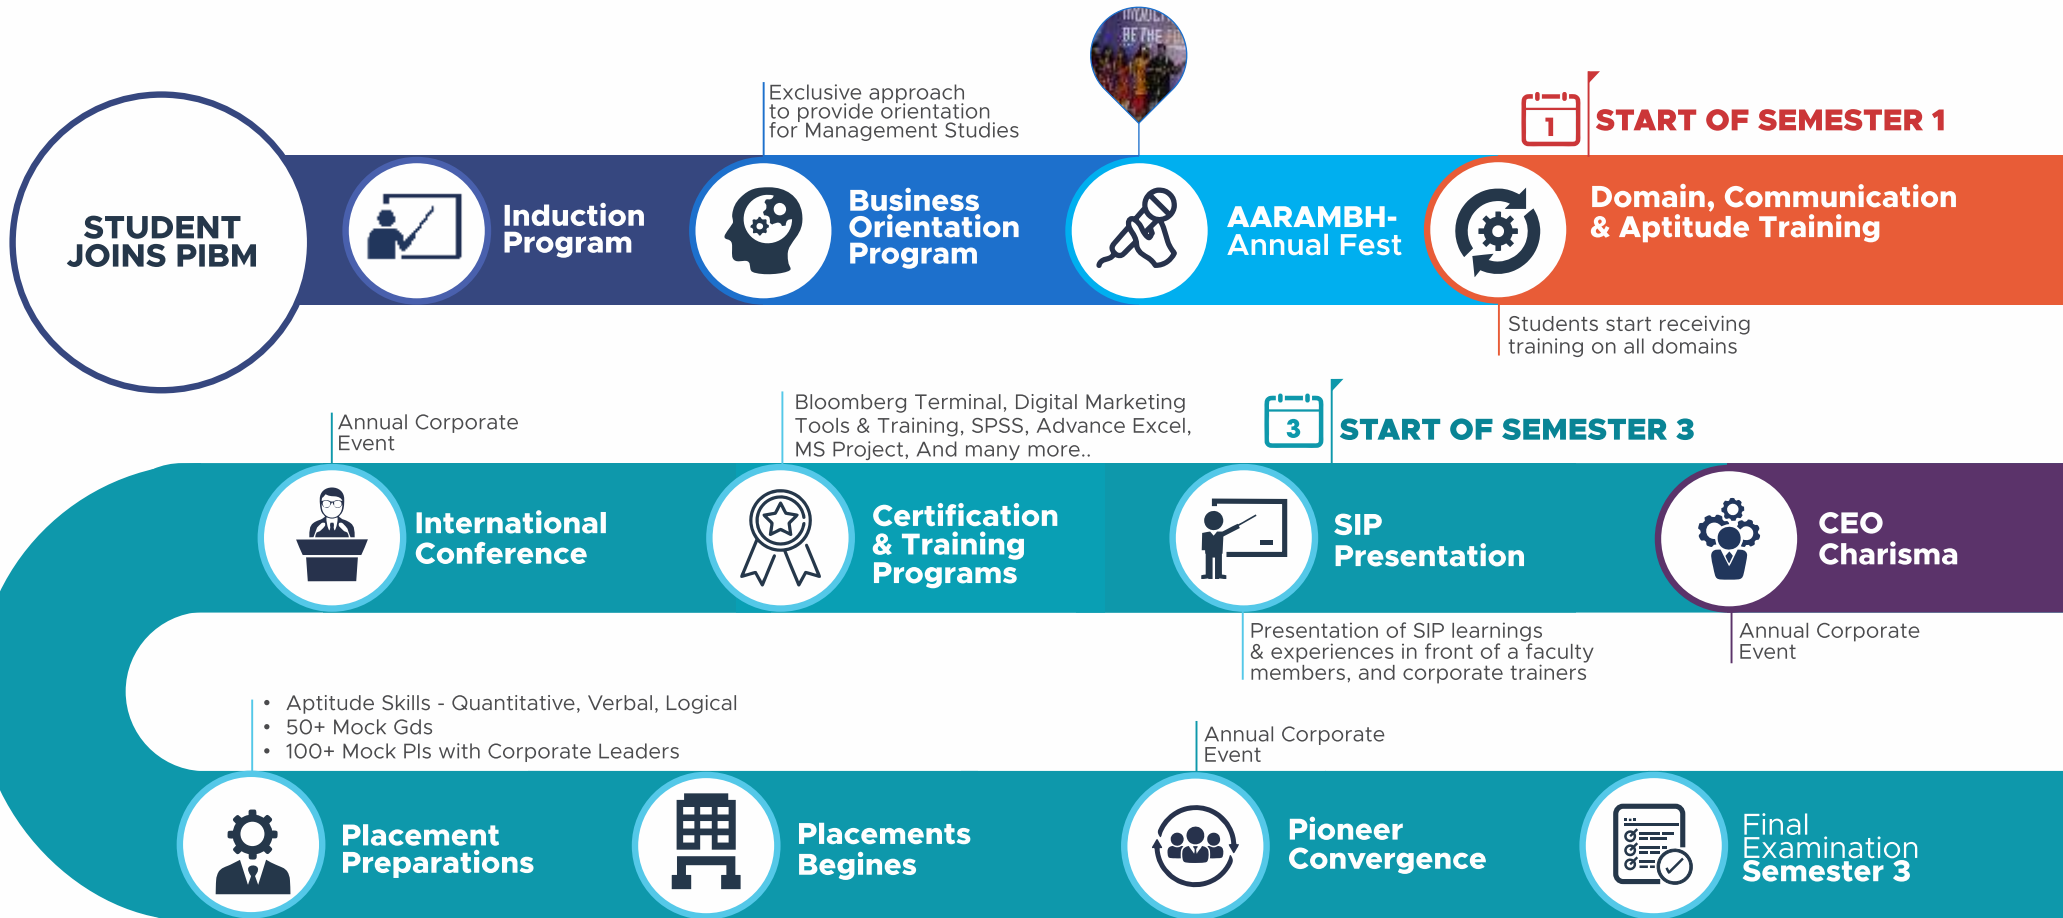 STUDENT
JOINS PIBM
Induction
Program
Exclusive approach
to provide orientation
for Management Studies
Business
Orientation
Program
BE THE
AARAMBH-
Annual Fest
1
START OF SEMESTER 1
Domain, Communication
& Aptitude Training
Students start receiving
training on all domains
Annual Corporate
Event
International
Conference
Bloomberg Terminal, Digital Marketing
Tools & Training, SPSS, Advance Excel,
MS Project, And many more..
Certification
& Training
Programs
3
START OF SEMESTER 3
SIP
Presentation
Presentation of SIP learnings
& experiences in front of a faculty
members, and corporate trainers
CEO
Charisma
Annual Corporate
Event
• Aptitude Skills - Quantitative, Verbal, Logical
• 50+ Mock Gds
• 100+ Mock PIs with Corporate Leaders
Placement
Preparations
Placements
Begines
Annual Corporate
Event
Pioneer
Convergence
Final
Examination
Semester 3